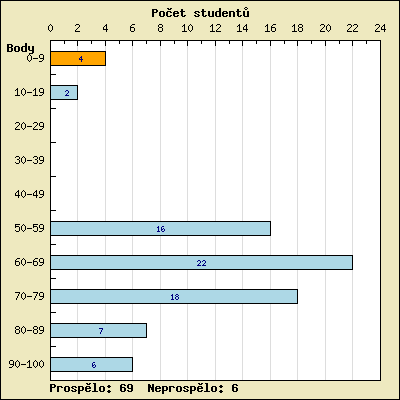 Počet studentů
0 2 4 6 8 10 12 14 16 18 20 22 24
Body
0-9 4
10-19 2
20-29
30-39
40-49
50-59 16
60-69 22
70-79 18
80-89 7
90-100 6
Prospělo: 69 Neprospělo: 6